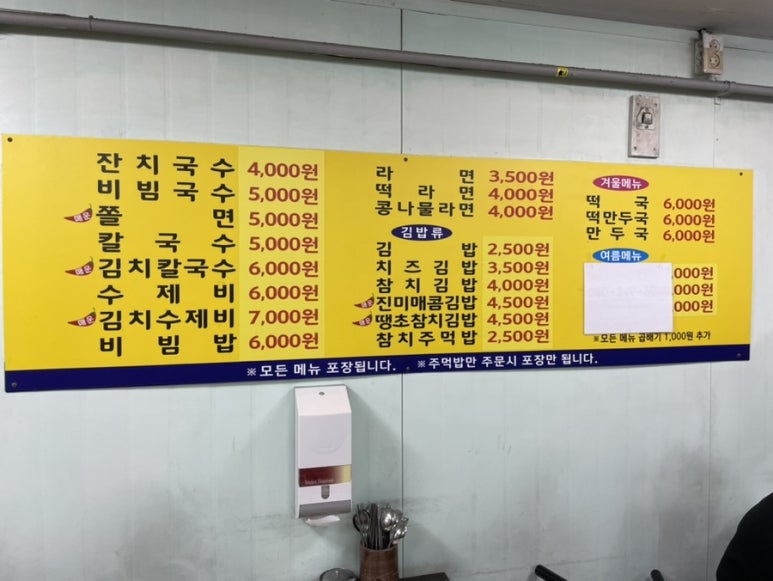 잔치국수 4,000원
비빔국수 5,000원
매운 쫄면 5,000원
칼국수 5,000원
매운 김치칼국수 6,000원
수제비 6,000원
매운 김치수제비 7,000원
비빔밥 6,000원
라면 3,500원
떡라면 4,000원
콩나물라면 4,000원
김밥류
김밥 2,500원
치즈김밥 3,500원
참치김밥 4,000원
매운 진미매콤김밥 4,500원
매운 땡초참치김밥 4,500원
참치주먹밥 2,500원
겨울메뉴
떡국 6,000원
떡만두국 6,000원
만두국 6,000원
여름메뉴
,000원
,000원
,000원
※모든 메뉴 곱빼기 1,000원 추가
※모든 메뉴 포장됩니다. ※주먹밥만 주문시 포장만 됩니다.